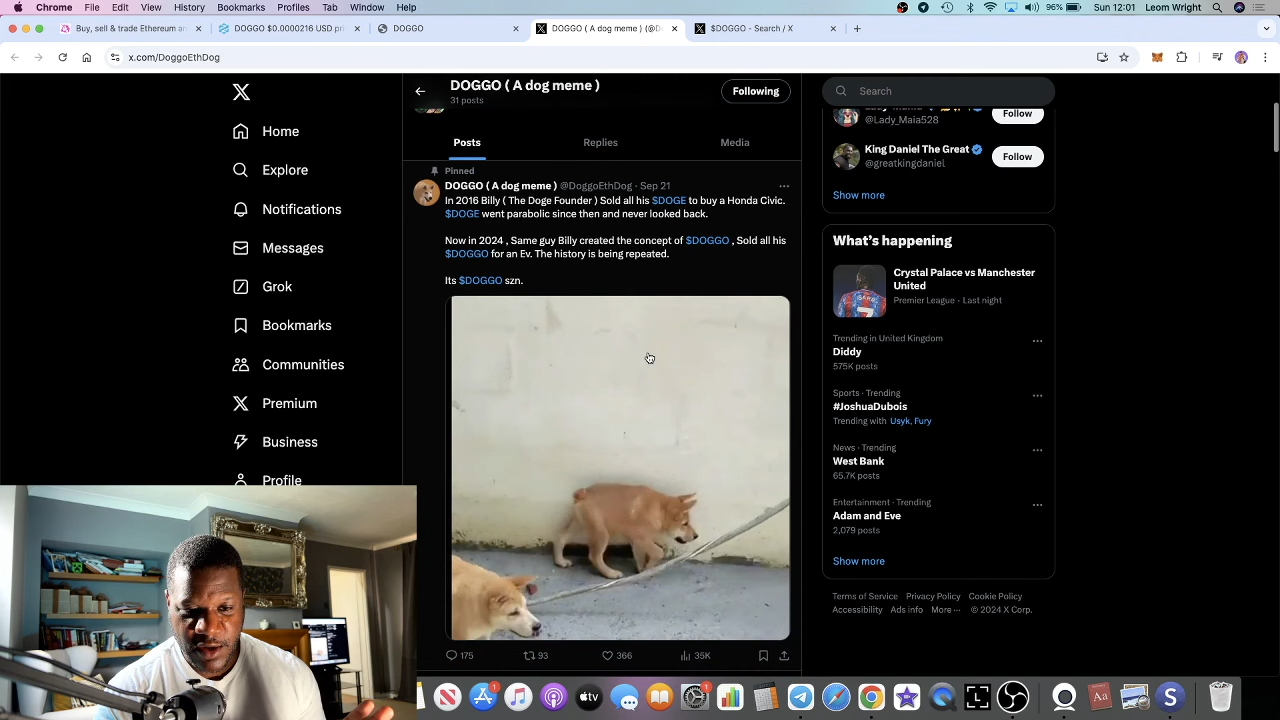 Chrome File Edit View History Bookmarks Profiles Tab Window Help
96% Sun 12:01 Leom Wright
Buy, sell & trade Ethereum an
DOGGO $0.0000216 USD pri
DOGGO
DOGGO ( A dog meme ) (@D
$DOGGO - Search / X
x.com/DoggoEthDog
Home
Explore
Notifications
Messages
Grok
Bookmarks
Communities
Premium
Business
Profile
DOGGO ( A dog meme )
31 posts
Following
Posts Replies Media
Pinned
DOGGO ( A dog meme ) @DoggoEthDog · Sep 21
In 2016 Billy ( The Doge Founder ) Sold all his $DOGE to buy a Honda Civic.
$DOGE went parabolic since then and never looked back.
Now in 2024 , Same guy Billy created the concept of $DOGGO , Sold all his
$DOGGO for an Ev. The history is being repeated.
Its $DOGGO szn.
175 93 366 35K
Search
@Lady_Maia528
Follow
King Daniel The Great
@greatkingdaniel
Follow
Show more
What's happening
Crystal Palace vs Manchester
United
Premier League · Last night
Trending in United Kingdom
Diddy
575K posts
Sports · Trending
#JoshuaDubois
Trending with Usyk, Fury
News · Trending
West Bank
65.7K posts
Entertainment · Trending
Adam and Eve
2,079 posts
Show more
Terms of Service Privacy Policy Cookie Policy
Accessibility Ads info More ··· © 2024 X Corp.